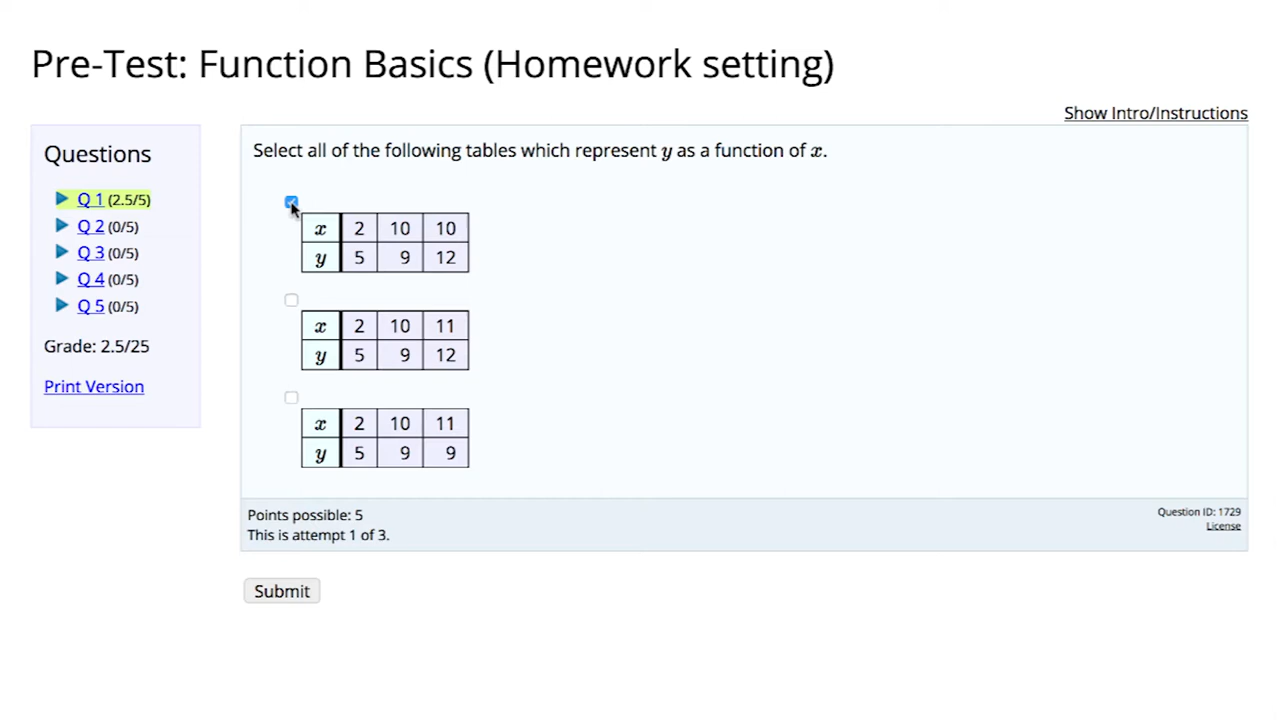 Pre-Test: Function Basics (Homework setting)
Show Intro/Instructions
Questions
Q 1 (2.5/5)
Q 2 (0/5)
Q 3 (0/5)
Q 4 (0/5)
Q 5 (0/5)
Grade: 2.5/25
Print Version
Select all of the following tables which represent y as a function of x.
x 2 10 10
y 5 9 12
x 2 10 11
y 5 9 12
x 2 10 11
y 5 9 9
Points possible: 5
This is attempt 1 of 3.
Question ID: 1729
License
Submit